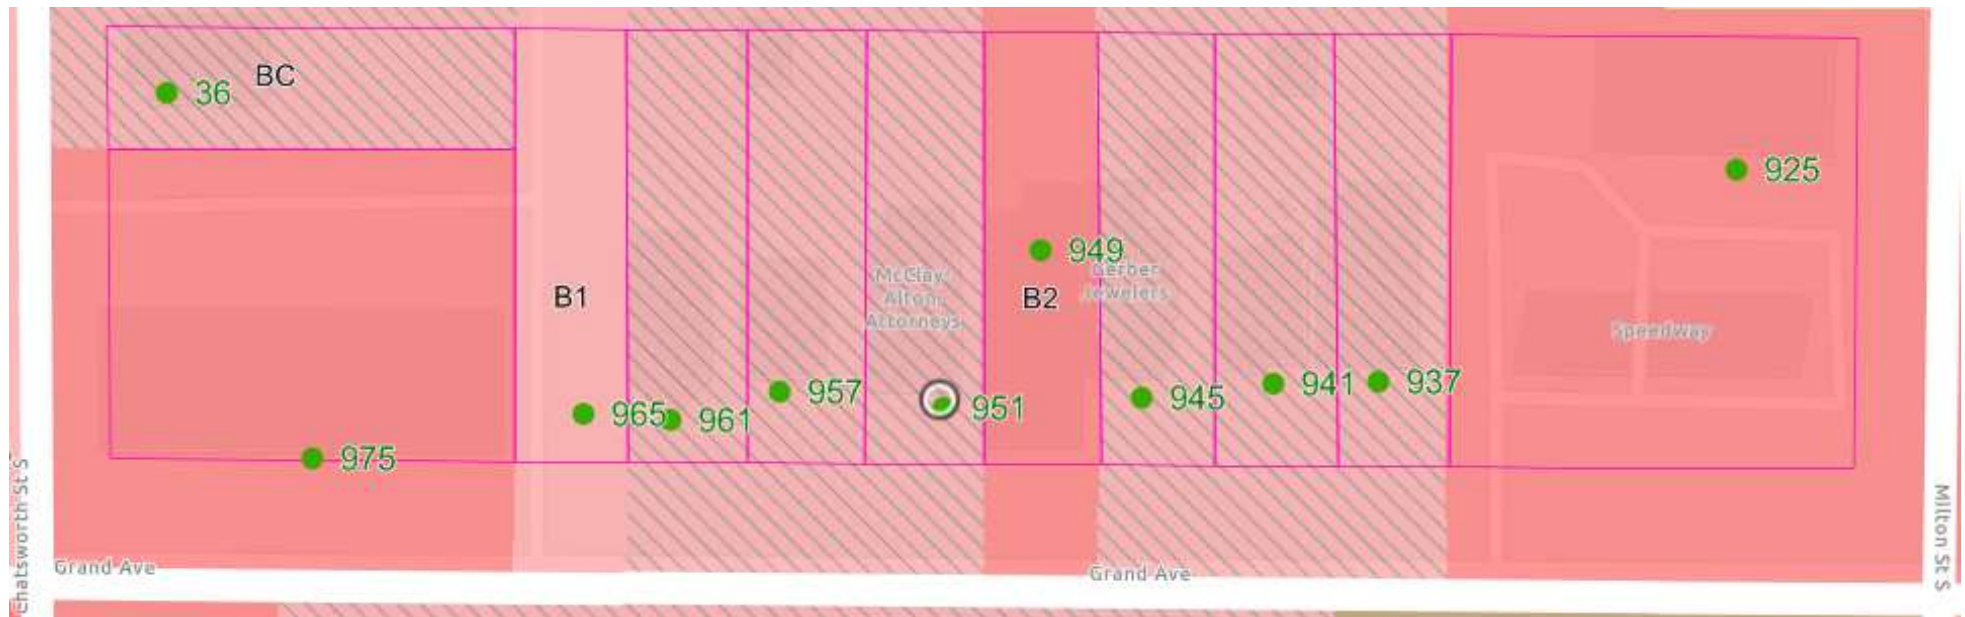 BC
36
925
949
Gerber
Jewelers
McClay
Alton,
Attorneys
B1
B2
Speedway
957
941
937
945
951
965
961
975
Chatsworth St S
Milton St S
Grand Ave
Grand Ave